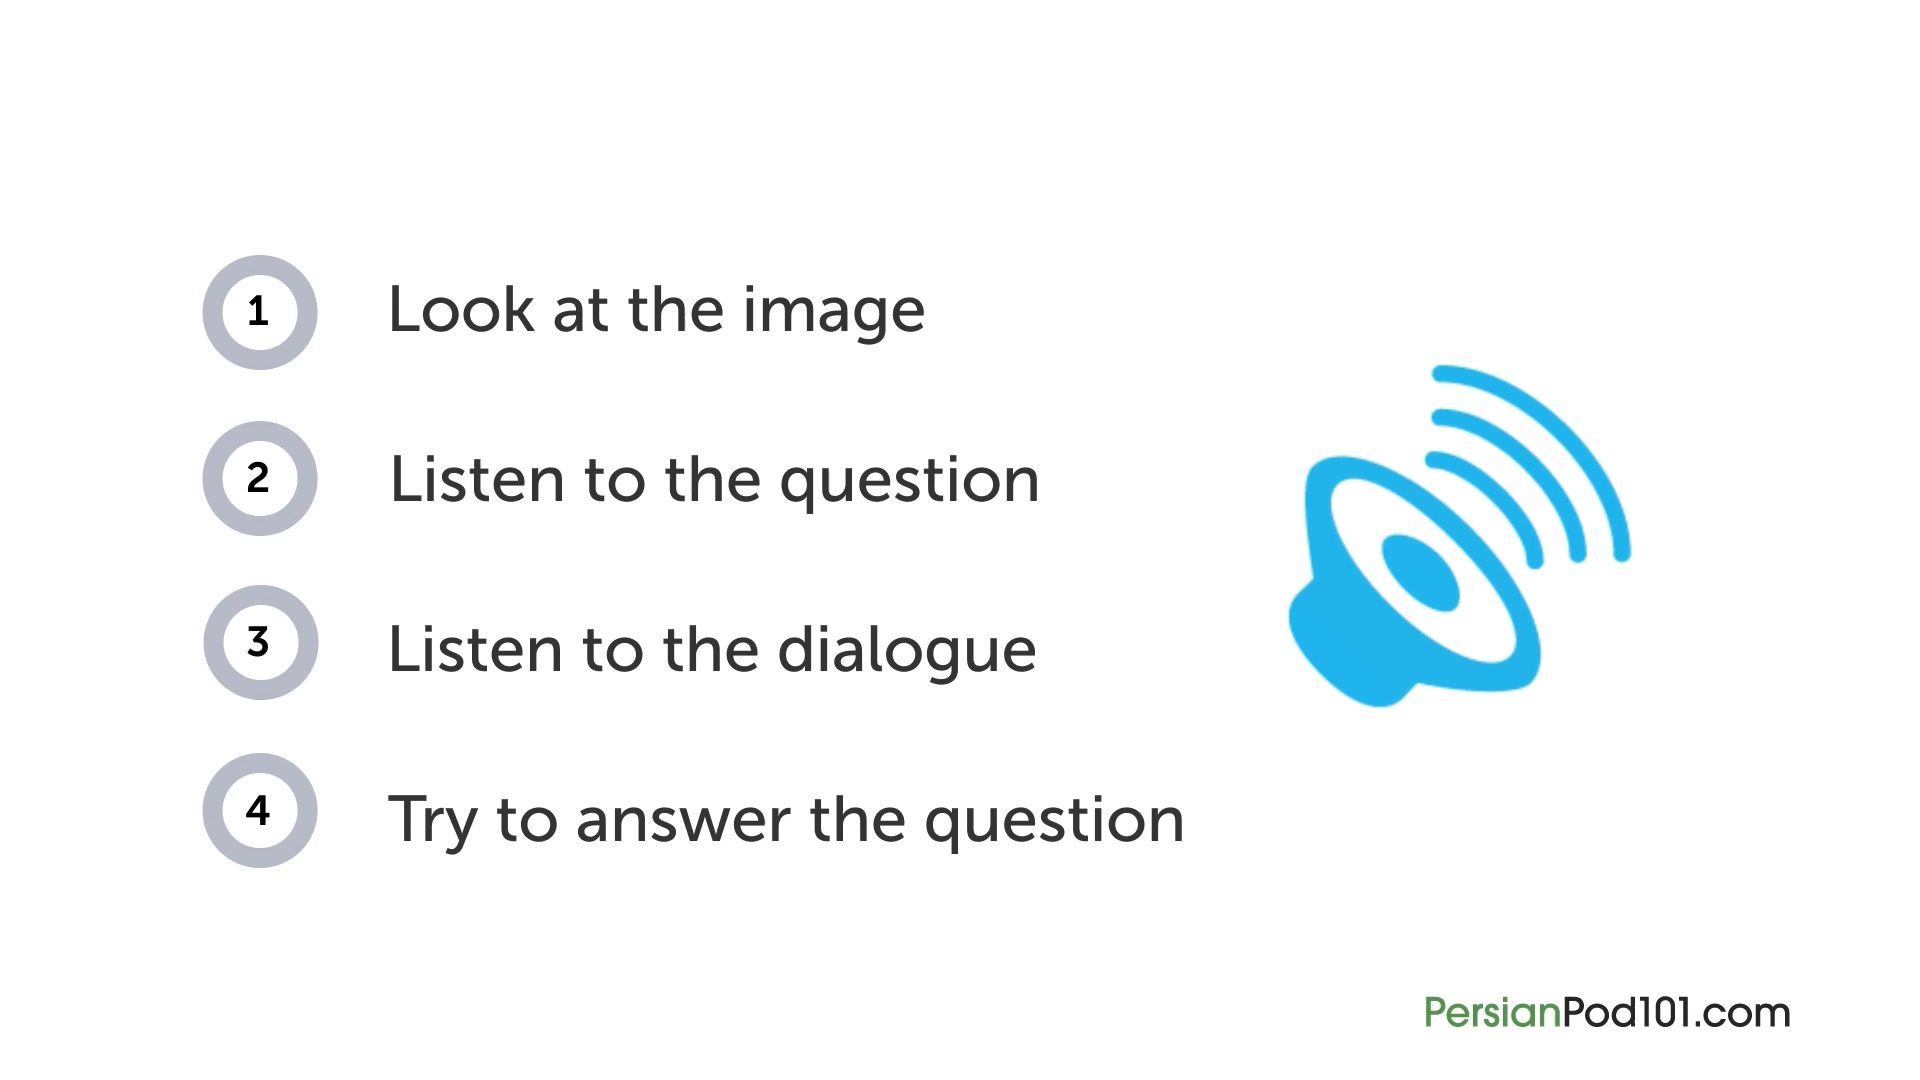 1 Look at the image
2 Listen to the question
3 Listen to the dialogue
4 Try to answer the question
PersianPod101.com